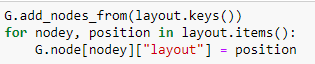 G.add_nodes_from(layout.keys())
for nodey, position in layout.items():
    G.node[nodey]["layout"] = position